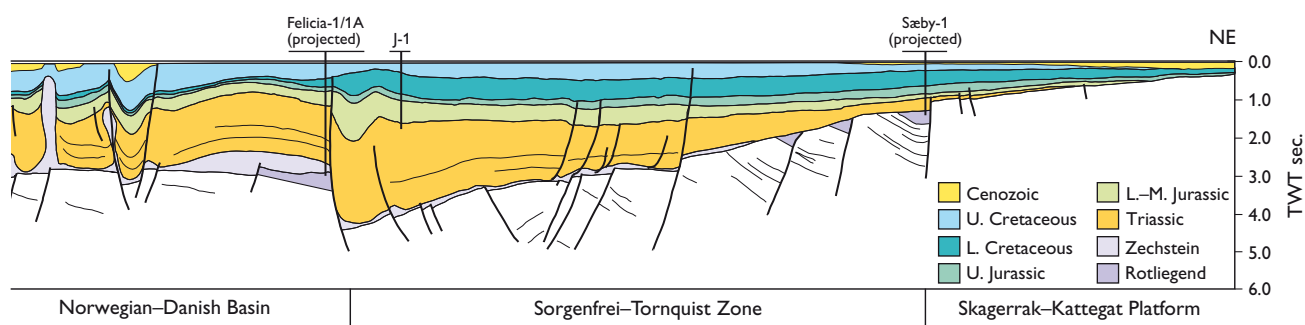 Felicia-1/1A
(projected)
J-1
Sæby-1
(projected)
NE
0.0
1.0
2.0
3.0
4.0
5.0
6.0
TWT sec.
Cenozoic
U. Cretaceous
L. Cretaceous
U. Jurassic
L.–M. Jurassic
Triassic
Zechstein
Rotliegend
Norwegian–Danish Basin
Sorgenfrei–Tornquist Zone
Skagerrak–Kattegat Platform